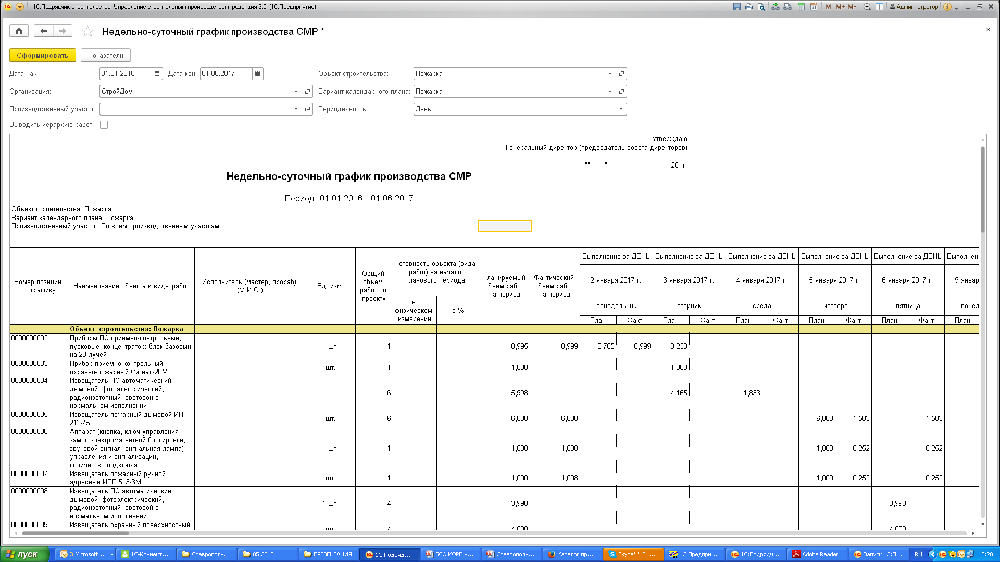 1С:Подрядчик строительства. Управление строительным производством, редакция 3.0 (1С:Предприятие)
M M+ M- Администратор
Недельно-суточный график производства СМР *
Сформировать Показатели
Дата нач: 01.01.2016 Дата кон: 01.06.2017 Объект строительства: Пожарка
Организация: СтройДом Вариант календарного плана: Пожарка
Производственный участок: Периодичность: День
Выводить иерархию работ:
Утверждаю
Генеральный директор (председатель совета директоров)
""____" _________________20 г.
Недельно-суточный график производства СМР
Период: 01.01.2016 - 01.06.2017
Объект строительства: Пожарка
Вариант календарного плана: Пожарка
Производственный участок: По всем производственным участкам
Номер позиции по графику
Наименование объекта и виды работ
Исполнитель (мастер, прораб) (Ф.И.О.)
Ед. изм.
Общий объем работ по проекту
Готовность объекта (вида работ) на начало планового периода
в физическом измерении
в %
Планируемый объем работ на период
Фактический объем работ на период
Выполнение за ДЕНЬ Выполнение за ДЕНЬ Выполнение за ДЕНЬ Выполнение за ДЕНЬ Выполнение за ДЕНЬ Выполнен
2 января 2017 г. 3 января 2017 г. 4 января 2017 г. 5 января 2017 г. 6 января 2017 г. 9 январ
понедельник вторник среда четверг пятница понед
План Факт План Факт План Факт План Факт План Факт План
Объект строительства: Пожарка
0000000002 Приборы ПС приемно-контрольные,
пусковые, концентратор: блок базовый 1 шт. 1 0,995 0,999 0,765 0,999 0,230
на 20 лучей
0000000003 Прибор приемно-контрольный
охранно-пожарный Сигнал-20М шт. 1 1,000 1,000
0000000004 Извещатель ПС автоматический:
дымовой, фотоэлектрический,
радиоизотопный, световой в 1 шт. 6 5,998 4,165 1,833
нормальном исполнении
0000000005 Извещатель пожарный дымовой ИП
212-45 шт. 6 6,000 6,030 6,000 1,503 1,503
0000000006 Аппарат (кнопка, ключ управления,
замок электромагнитной блокировки,
звуковой сигнал, сигнальная лампа) 1 шт. 1 1,000 1,008 1,000 0,252 0,252
управления и сигнализации,
количество подключа
0000000007 Извещатель пожарный ручной
адресный ИПР 513-3М шт. 1 1,000 1,008 1,000 0,252 0,252
0000000008 Извещатель ПС автоматический:
дымовой, фотоэлектрический,
радиоизотопный, световой в 1 шт. 4 3,998 3,998
нормальном исполнении
0000000009 Извещатель охранный поверхностный
шт. 4 4,000 4,000
пуск 3 Microsoft... 1С-Коннект... Ставрополь... 05.2018 ПРЕЗЕНТАЦИЯ 1С:Подряд... БСО КОРП н... Ставрополь... Каталог пр... Skype™ [3] ... 1С:Предпри... 1С:Подрядч... Adobe Reader Запуск 1С:П... RU 18:20